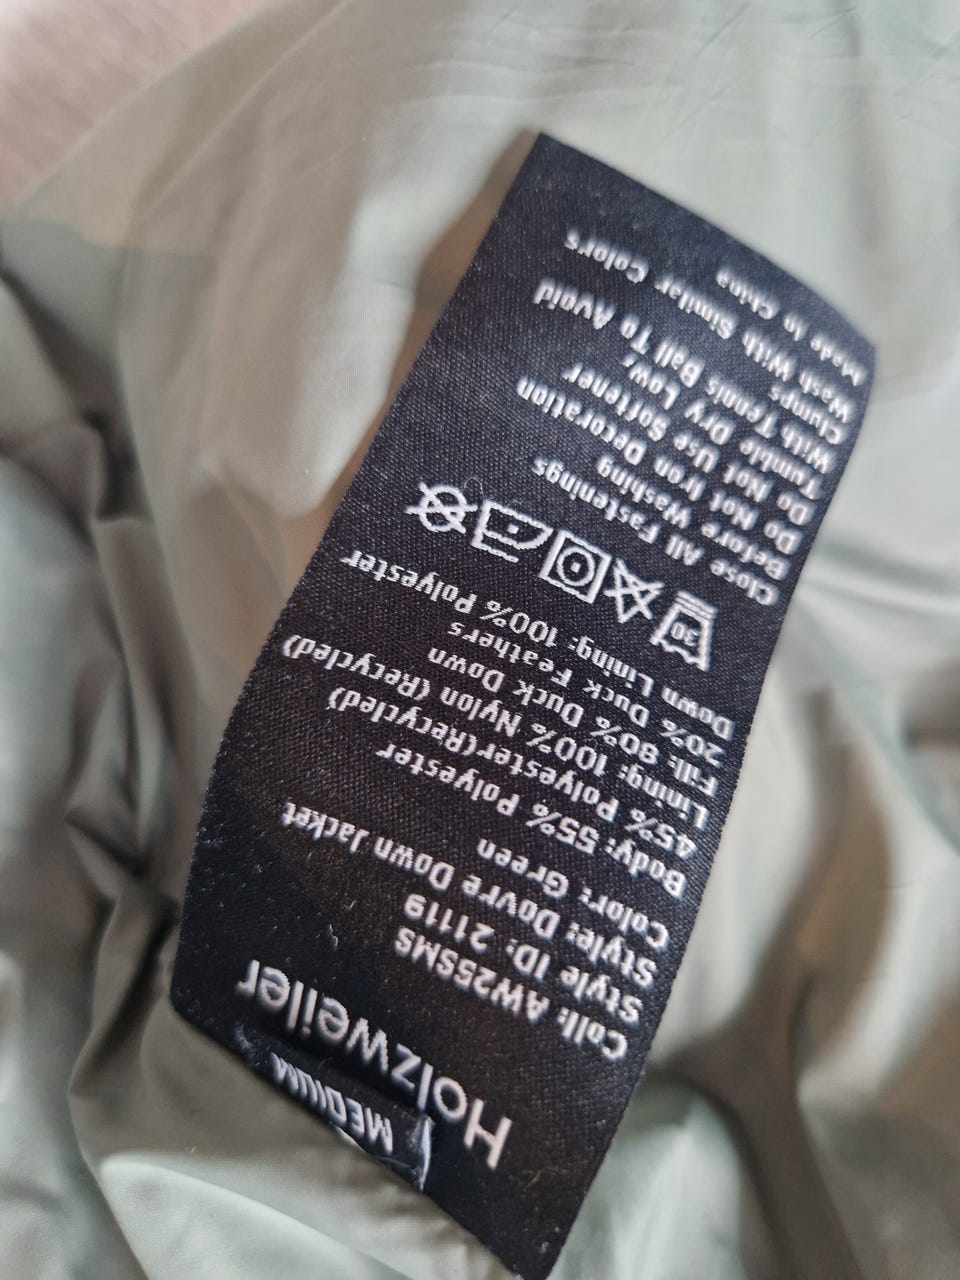 MEDIUM
Holzweiler
Coll: AW25SMS
Style ID: 21119
Style: Dovre Down Jacket
Color: Green
Body: 55% Polyester
45% Polyester(Recycled)
Lining: 100% Nylon (Recycled)
Fill: 80% Duck Down
20% Duck Feathers
Down Lining: 100% Polyester
30
Close All Fastenings
Before Washing
Do Not Iron Decoration
Do Not Use Softener
Tumble Dry Low,
With Tennis Ball To Avoid
Clumps
Wash With Similar Colors
Made In China